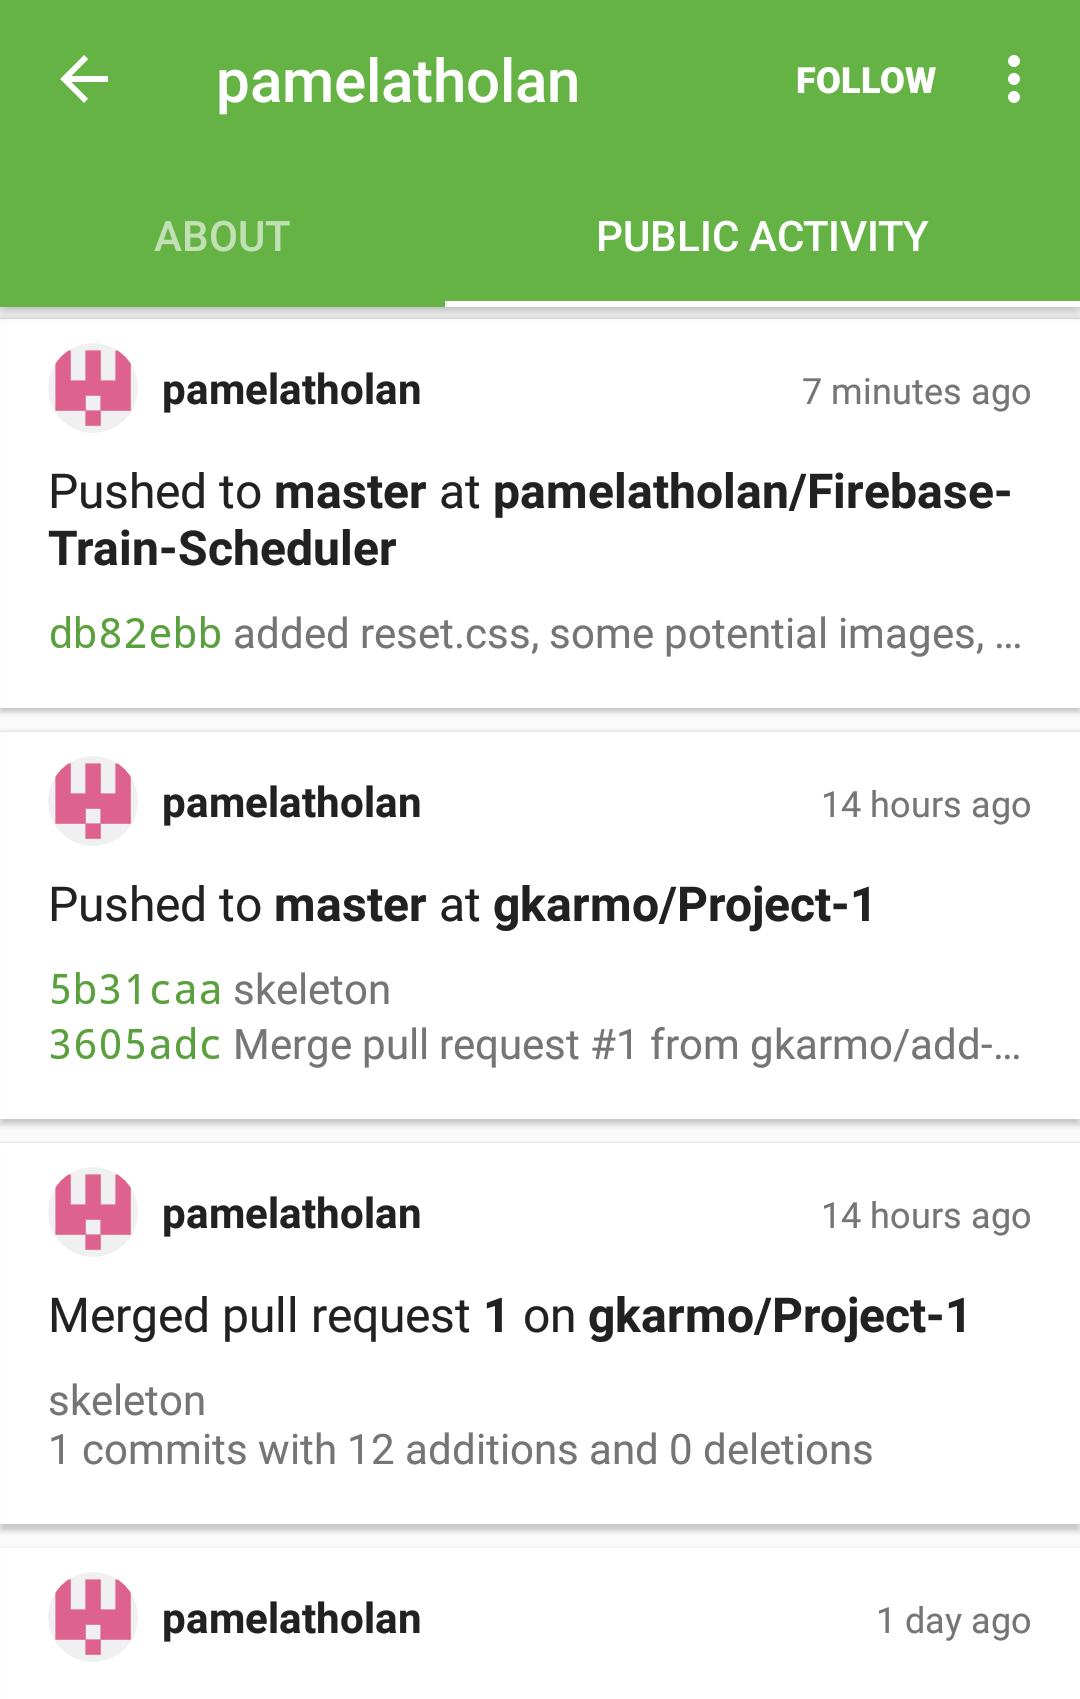 pamelatholan FOLLOW
ABOUT PUBLIC ACTIVITY
pamelatholan 7 minutes ago
Pushed to master at pamelatholan/Firebase-
Train-Scheduler
db82ebb added reset.css, some potential images, ...
pamelatholan 14 hours ago
Pushed to master at gkarmo/Project-1
5b31caa skeleton
3605adc Merge pull request #1 from gkarmo/add-...
pamelatholan 14 hours ago
Merged pull request 1 on gkarmo/Project-1
skeleton
1 commits with 12 additions and 0 deletions
pamelatholan 1 day ago